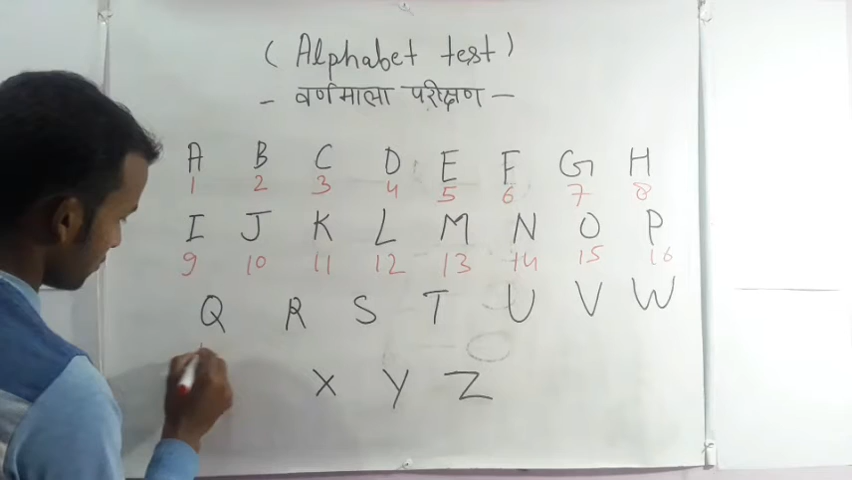 ( Alphabet test )
- वर्णमाला परीक्षण -
A B C D E F G H
1 2 3 4 5 6 7 8
I J K L M N O P
9 10 11 12 13 14 15 16
Q R S T U V W
X Y Z